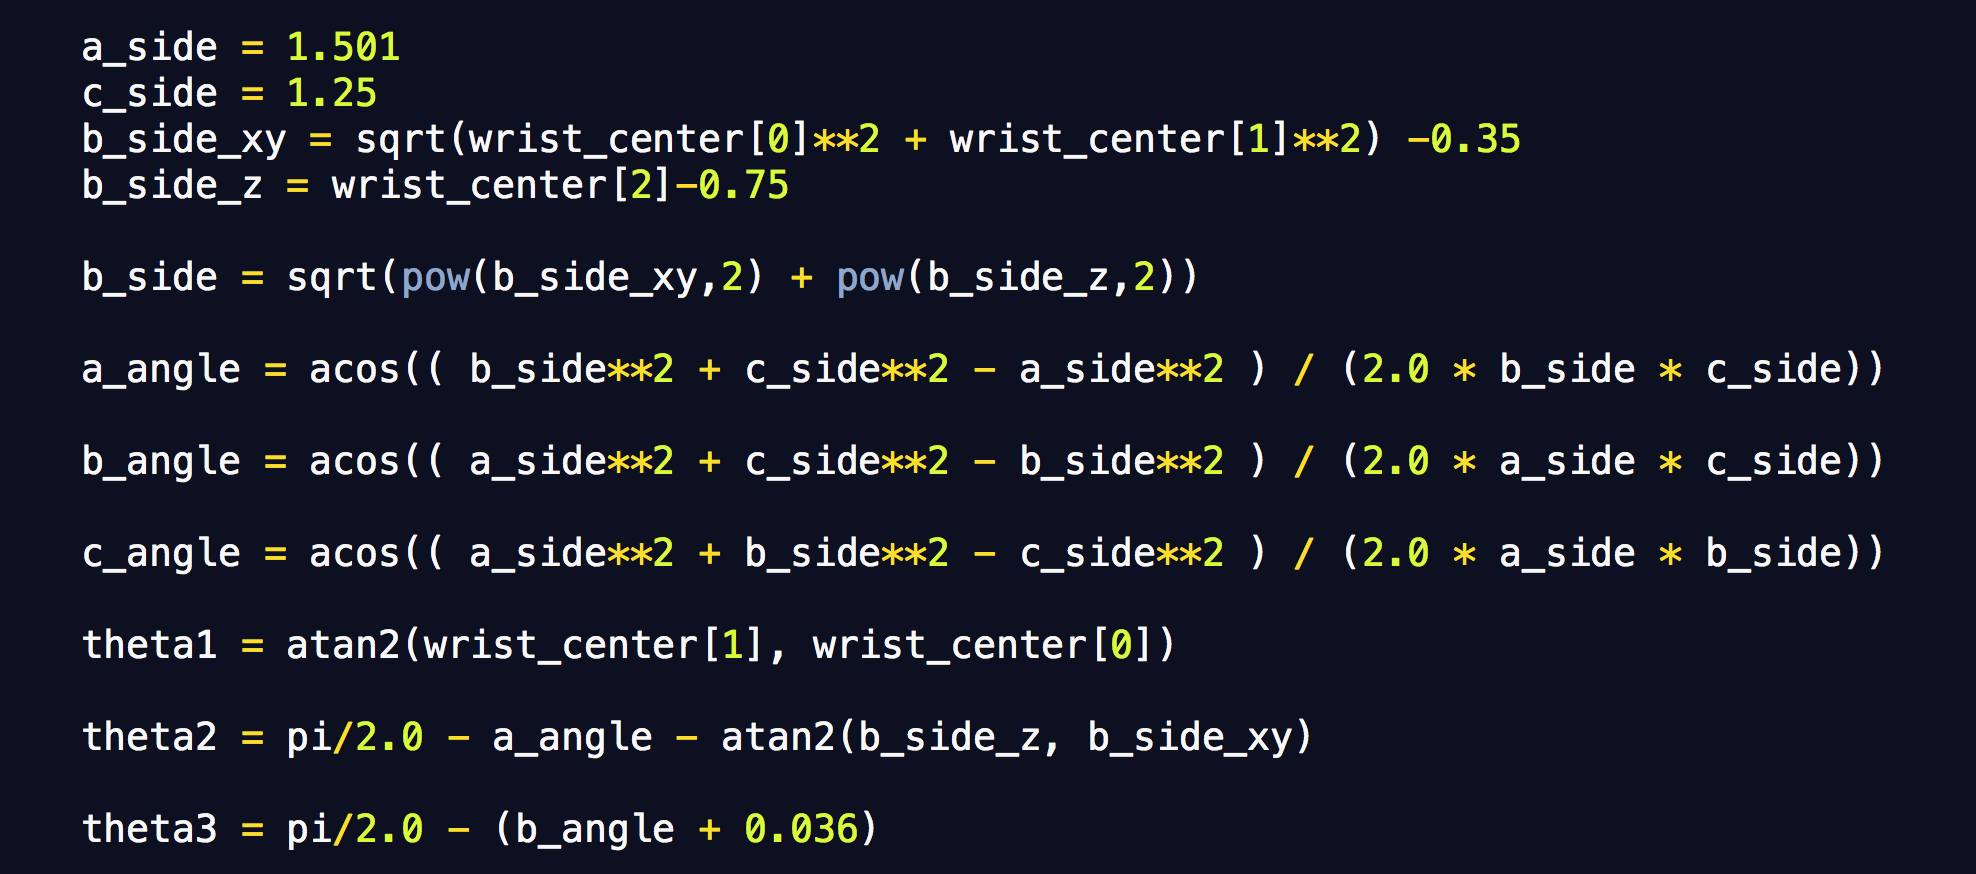 a_side = 1.501
c_side = 1.25
b_side_xy = sqrt(wrist_center[0]**2 + wrist_center[1]**2) -0.35
b_side_z = wrist_center[2]-0.75
b_side = sqrt(pow(b_side_xy,2) + pow(b_side_z,2))
a_angle = acos(( b_side**2 + c_side**2 - a_side**2 ) / (2.0 * b_side * c_side))
b_angle = acos(( a_side**2 + c_side**2 - b_side**2 ) / (2.0 * a_side * c_side))
c_angle = acos(( a_side**2 + b_side**2 - c_side**2 ) / (2.0 * a_side * b_side))
theta1 = atan2(wrist_center[1], wrist_center[0])
theta2 = pi/2.0 - a_angle - atan2(b_side_z, b_side_xy)
theta3 = pi/2.0 - (b_angle + 0.036)